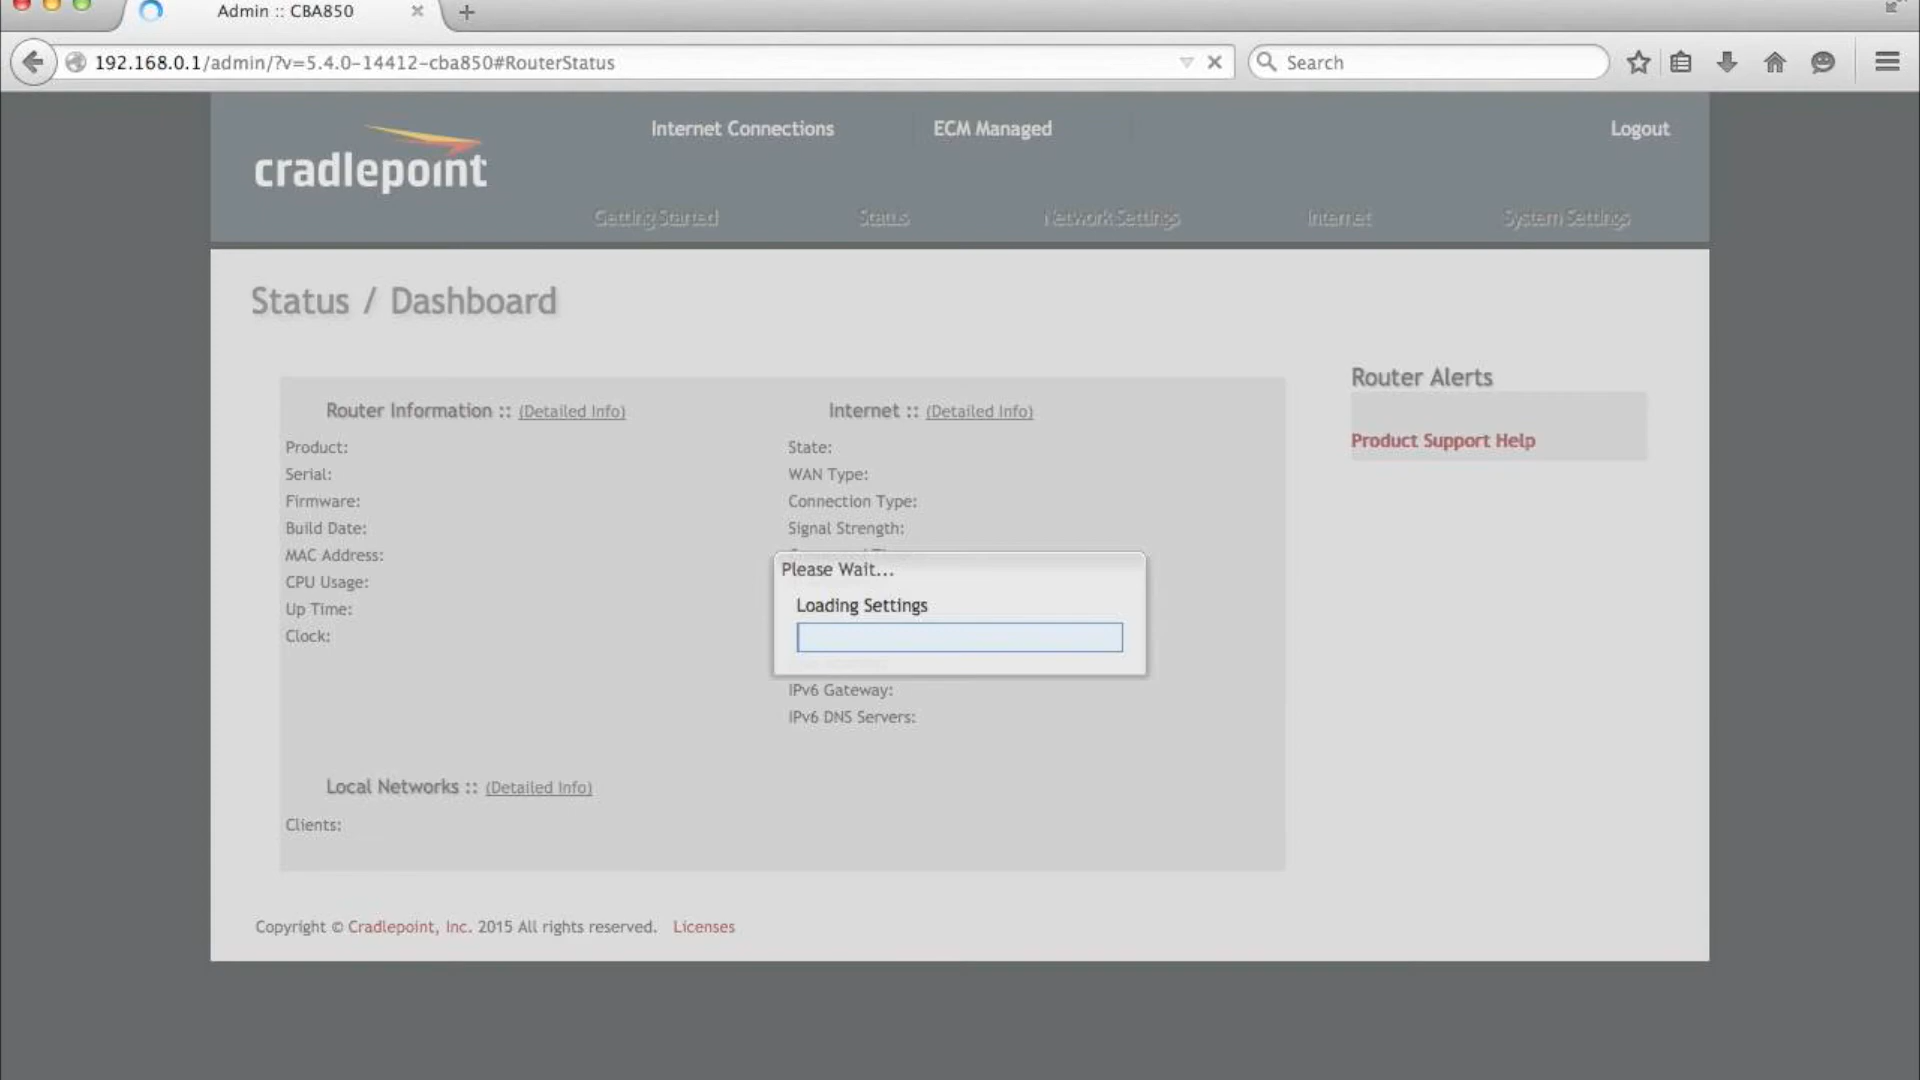 Admin :: CBA850
192.168.0.1/admin/?v=5.4.0-14412-cba850#RouterStatus
Search
cradlepoint
Internet Connections
ECM Managed
Logout
Getting Started
Status
Network Settings
Internet
System Settings
Status / Dashboard
Router Information :: (Detailed Info)
Product:
Serial:
Firmware:
Build Date:
MAC Address:
CPU Usage:
Up Time:
Clock:
Internet :: (Detailed Info)
State:
WAN Type:
Connection Type:
Signal Strength:
Please Wait...
Loading Settings
IPv6 Gateway:
IPv6 DNS Servers:
Router Alerts
Product Support Help
Local Networks :: (Detailed Info)
Clients:
Copyright © Cradlepoint, Inc. 2015 All rights reserved. Licenses